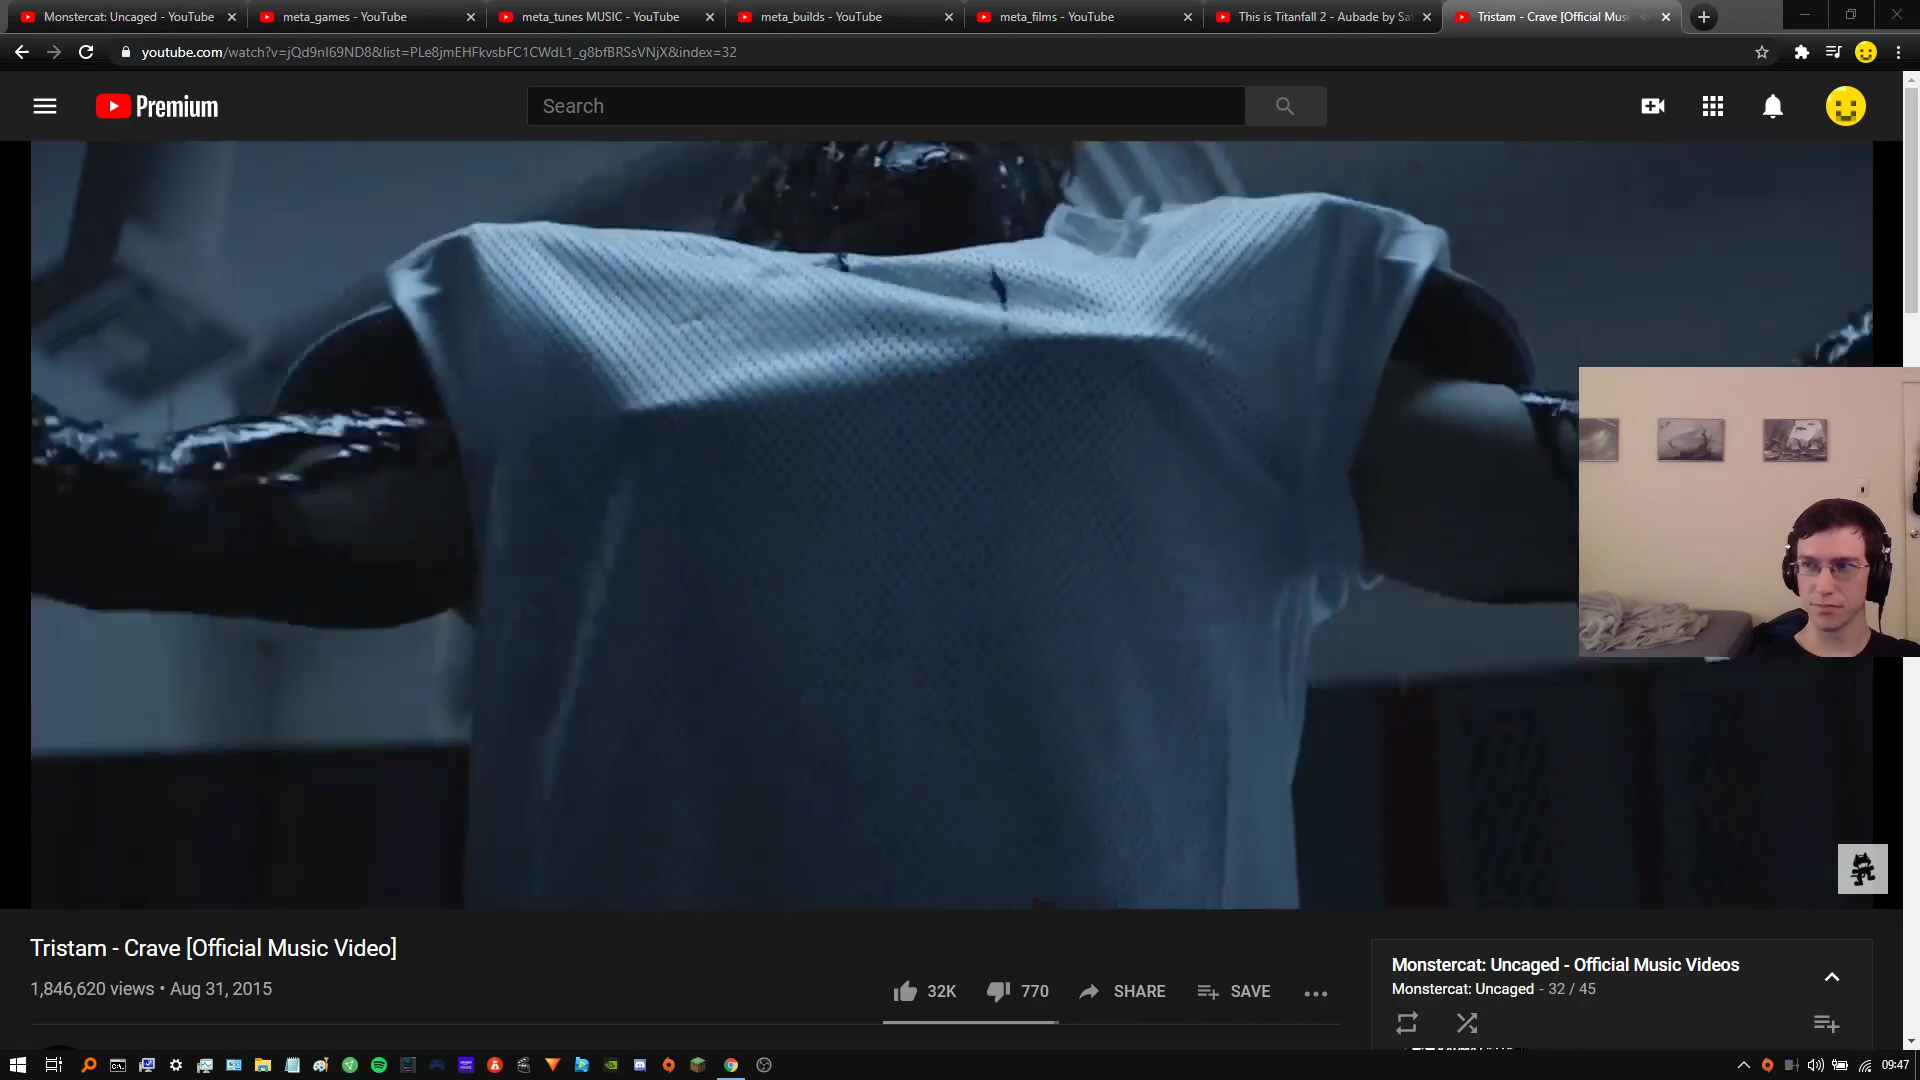 Monstercat: Uncaged - YouTube
meta_games - YouTube
meta_tunes MUSIC - YouTube
meta_builds - YouTube
meta_films - YouTube
This is Titanfall 2 - Aubade by Sa
Tristam - Crave [Official Mus
youtube.com/watch?v=jQd9nI69ND8&list=PLe8jmEHFkvsbFC1CWdL1_g8bfBRSsVNjX&index=32
Premium
Search
Tristam - Crave [Official Music Video]
1,846,620 views • Aug 31, 2015
32K
770
SHARE
SAVE
Monstercat: Uncaged - Official Music Videos
Monstercat: Uncaged - 32 / 45
09:47